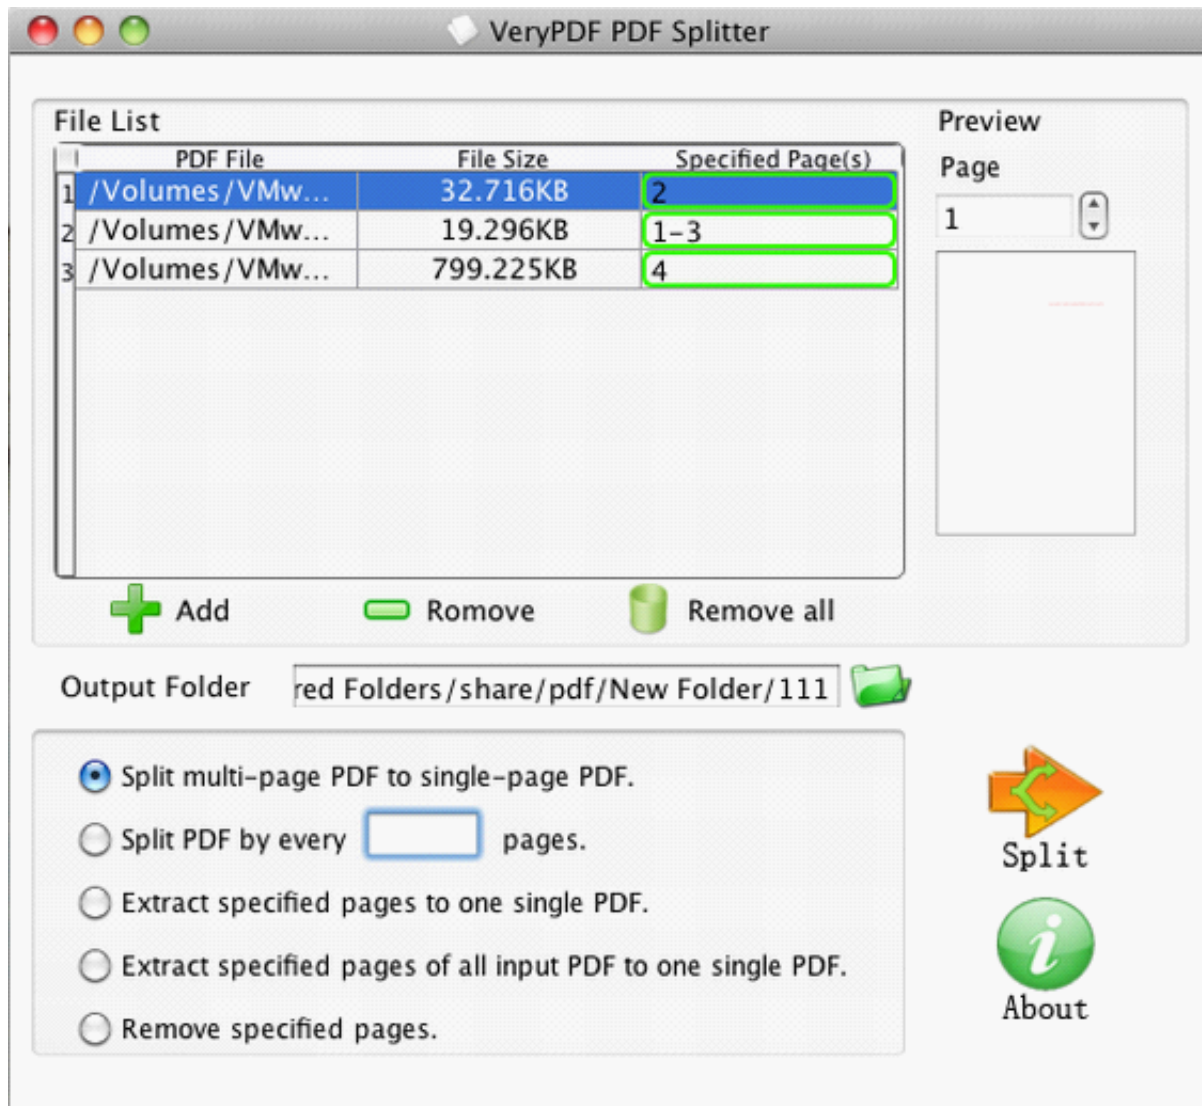 VeryPDF PDF Splitter
File List
PDF File File Size Specified Page(s)
1 /Volumes/VMw... 32.716KB 2
2 /Volumes/VMw... 19.296KB 1-3
3 /Volumes/VMw... 799.225KB 4
Preview
Page
1
Add Romove Remove all
Output Folder red Folders/share/pdf/New Folder/111
Split multi-page PDF to single-page PDF.
Split PDF by every pages.
Extract specified pages to one single PDF.
Extract specified pages of all input PDF to one single PDF.
Remove specified pages.
Split
About